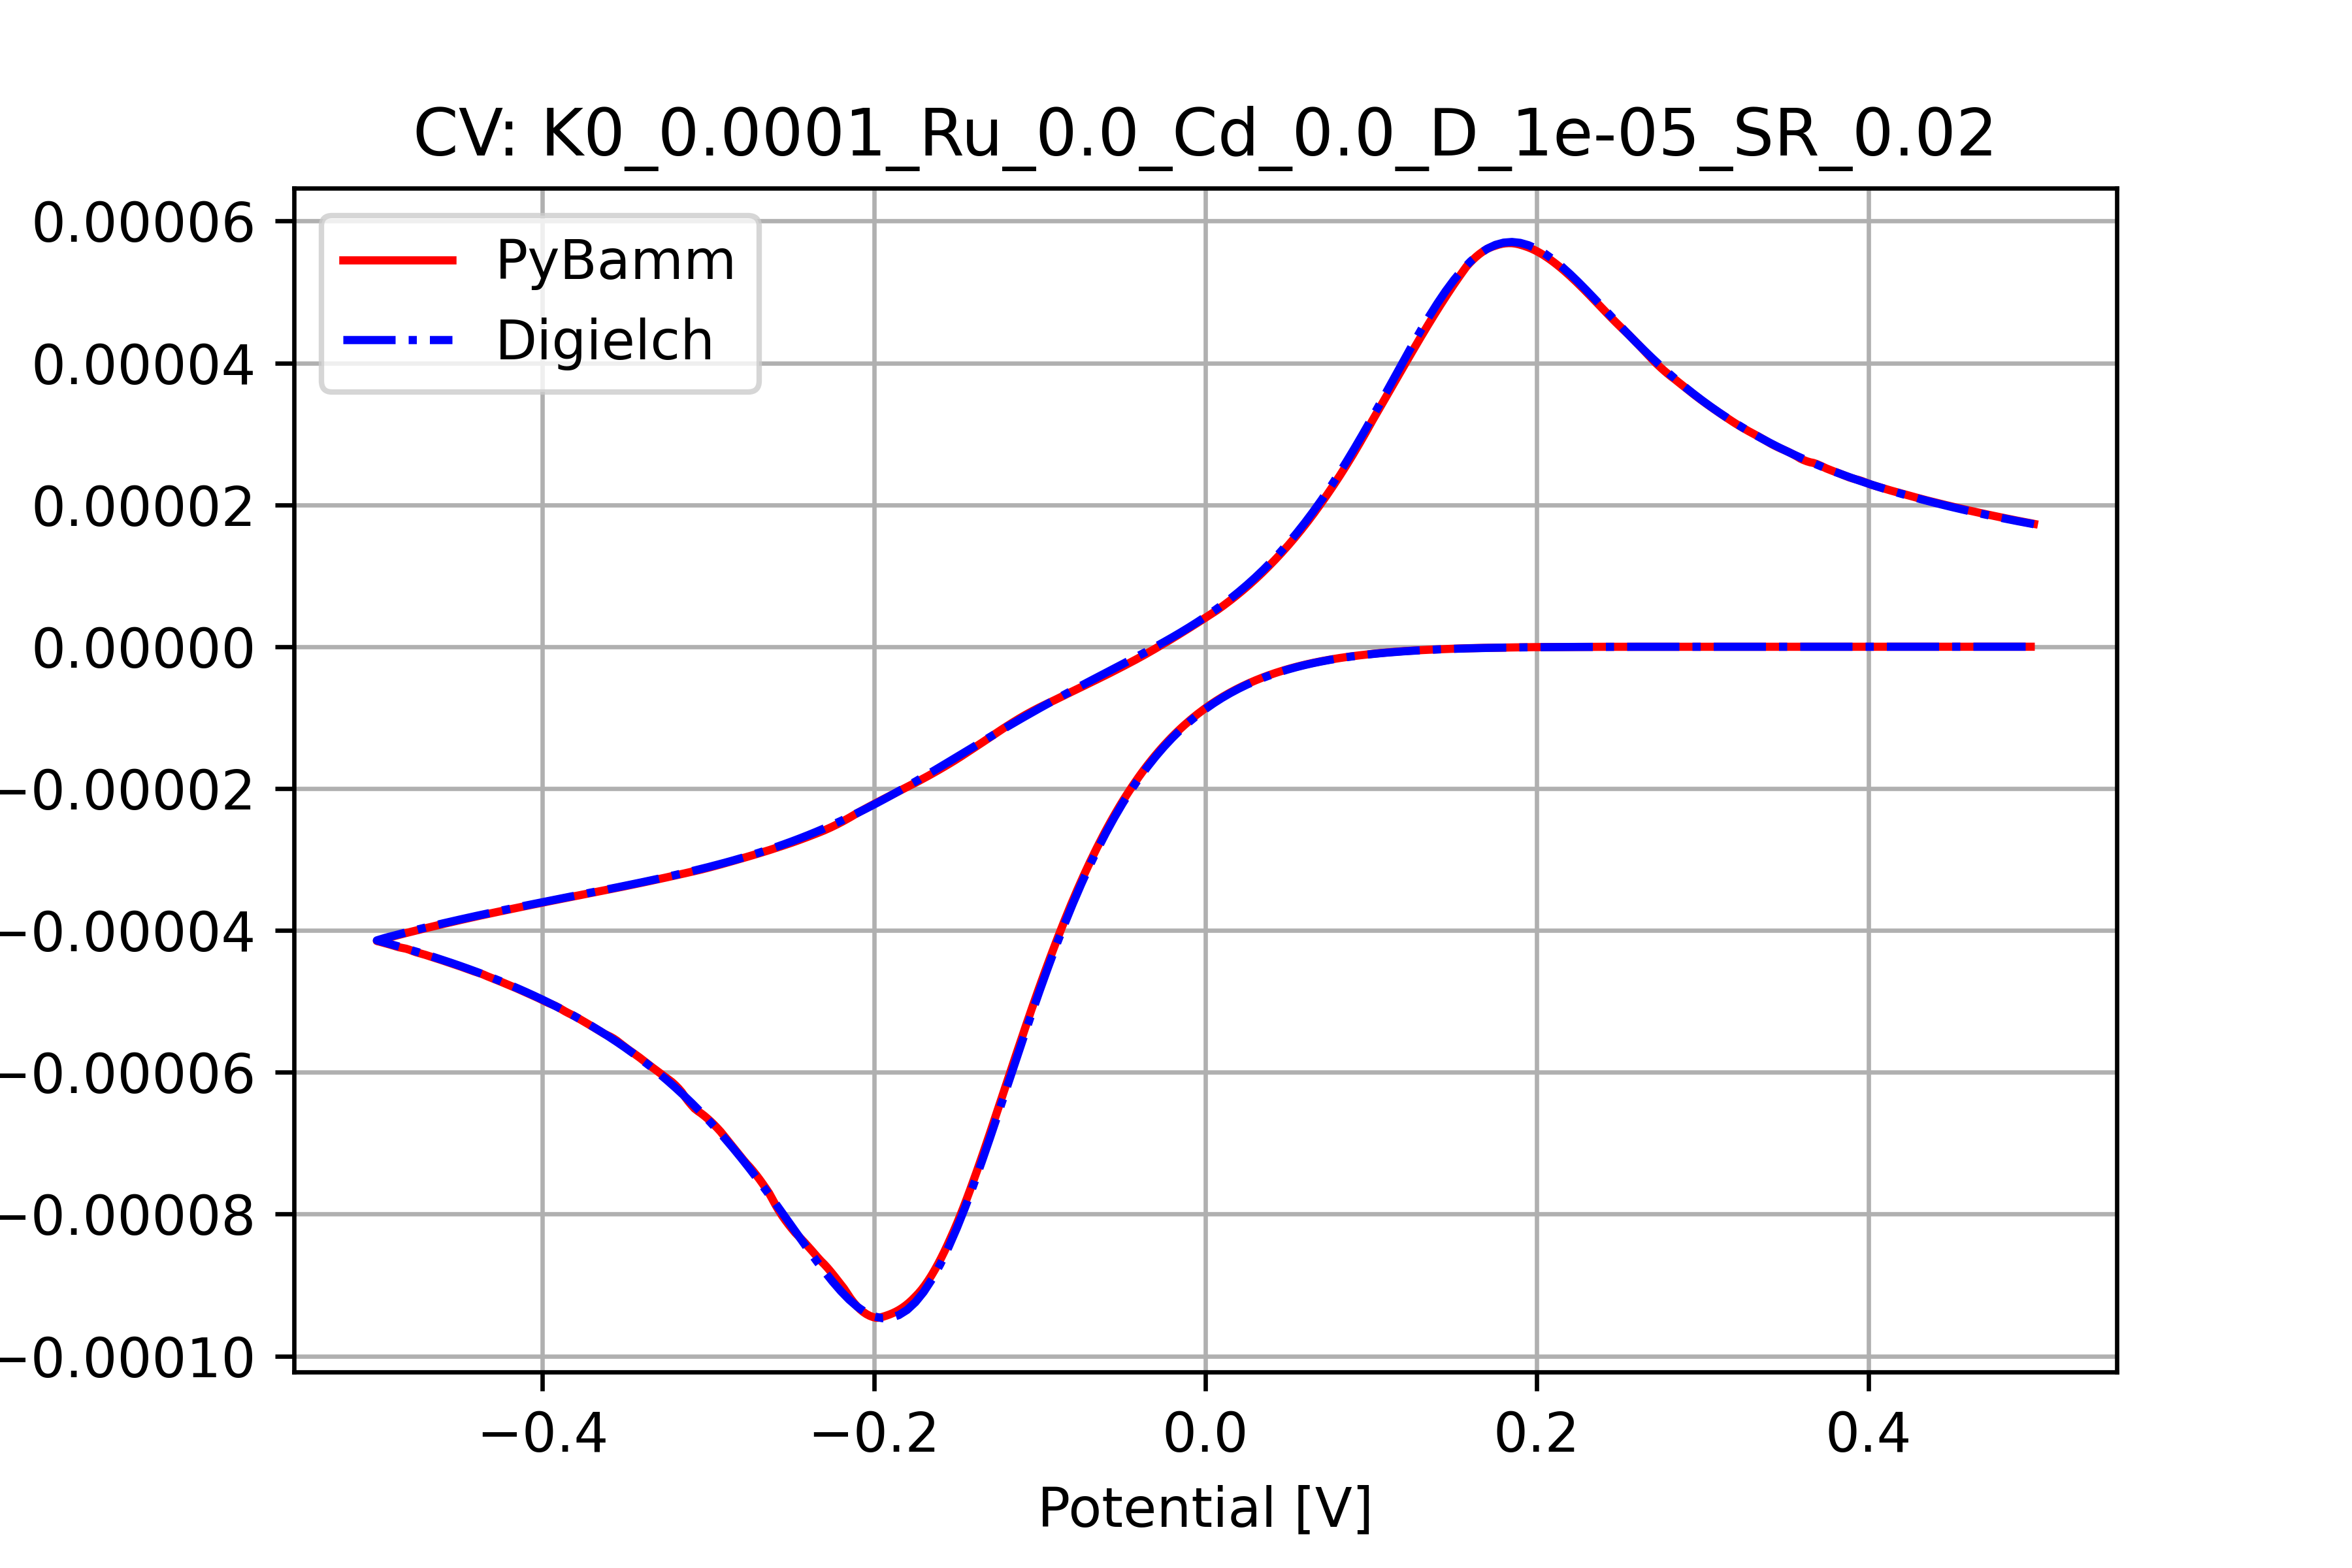 CV: K0_0.0001_Ru_0.0_Cd_0.0_D_1e-05_SR_0.02
PyBamm
Digielch
0.00006
0.00004
0.00002
0.00000
−0.00002
−0.00004
−0.00006
−0.00008
−0.00010
−0.4 −0.2 0.0 0.2 0.4
Potential [V]